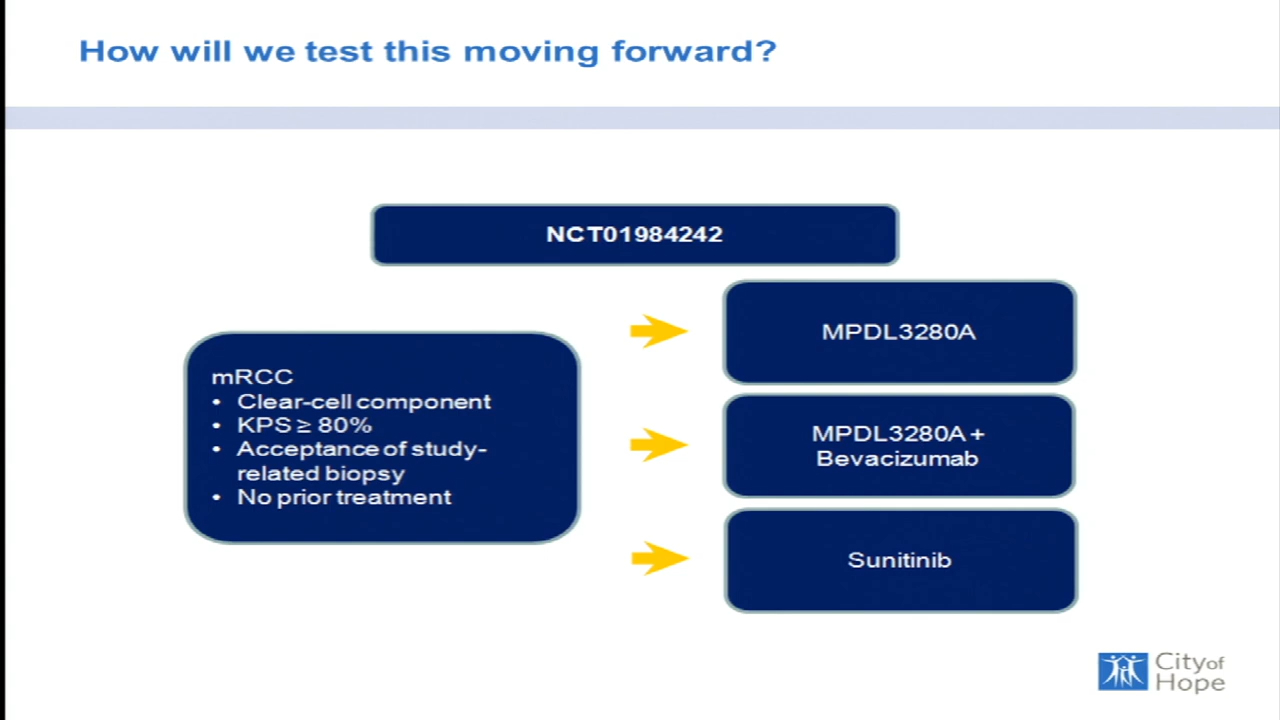 How will we test this moving forward?
NCT01984242
mRCC
• Clear-cell component
• KPS ≥ 80%
• Acceptance of study-
related biopsy
• No prior treatment
MPDL3280A
MPDL3280A +
Bevacizumab
Sunitinib
City of
Hope